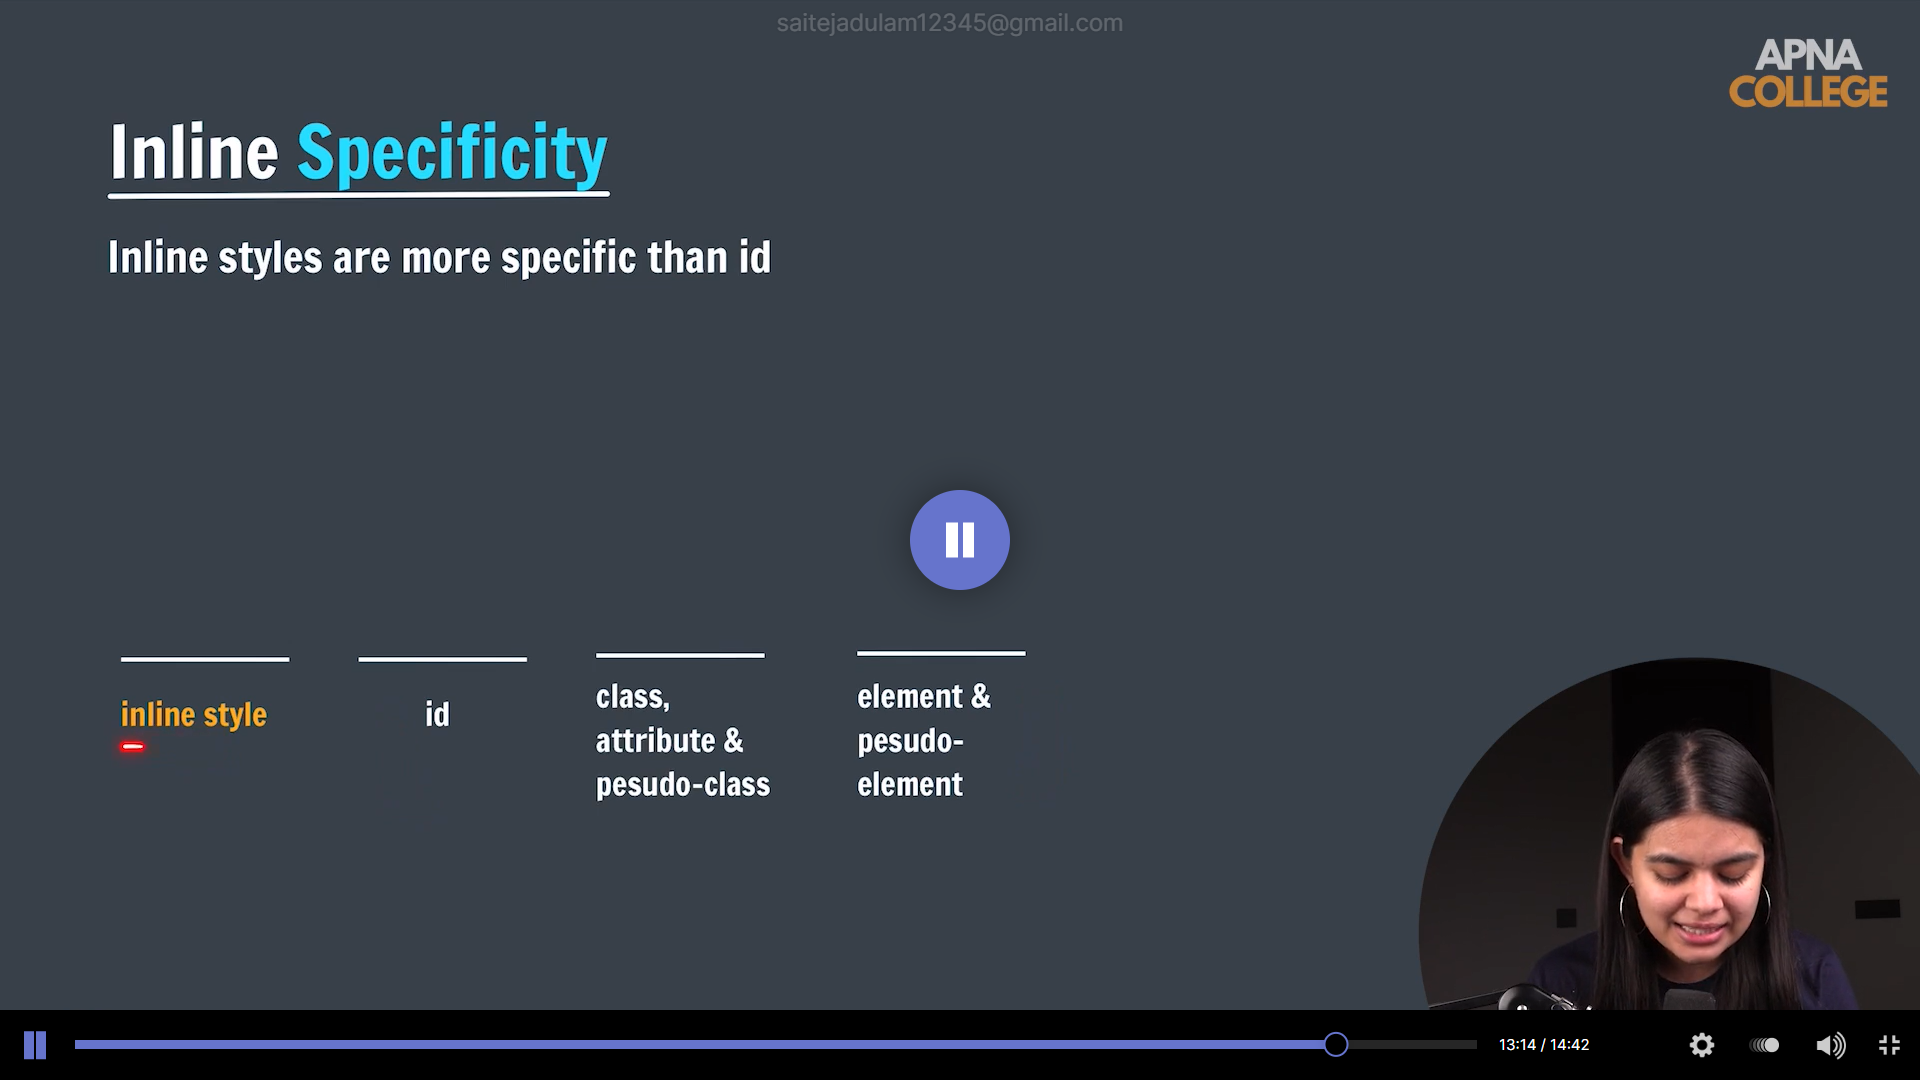 saitejadulam12345@gmail.com
APNA
COLLEGE
Inline Specificity
Inline styles are more specific than id
inline style
id
class,
attribute &
pesudo-class
element &
pesudo-
element
13:14 / 14:42